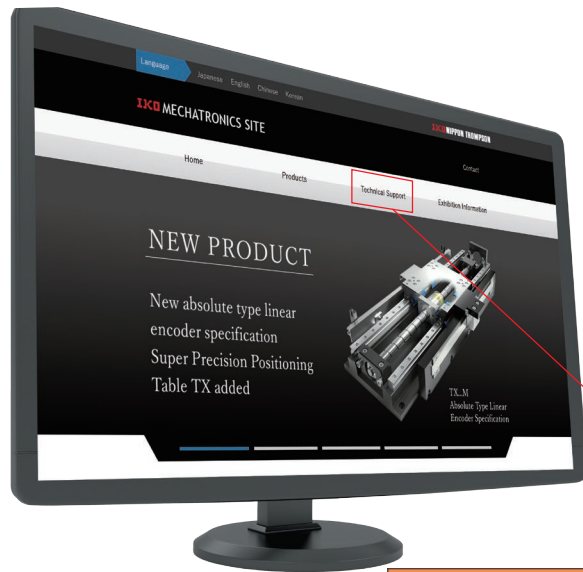 Language
Japanese English Chinese Korean
IKO MECHATRONICS SITE
IKO NIPPON THOMPSON
Contact
Home
Products
Technical Support
Exhibition Information
NEW PRODUCT
New absolute type linear
encoder specification
Super Precision Positioning
Table TX added
TX...M
Absolute Type Linear
Encoder Specification